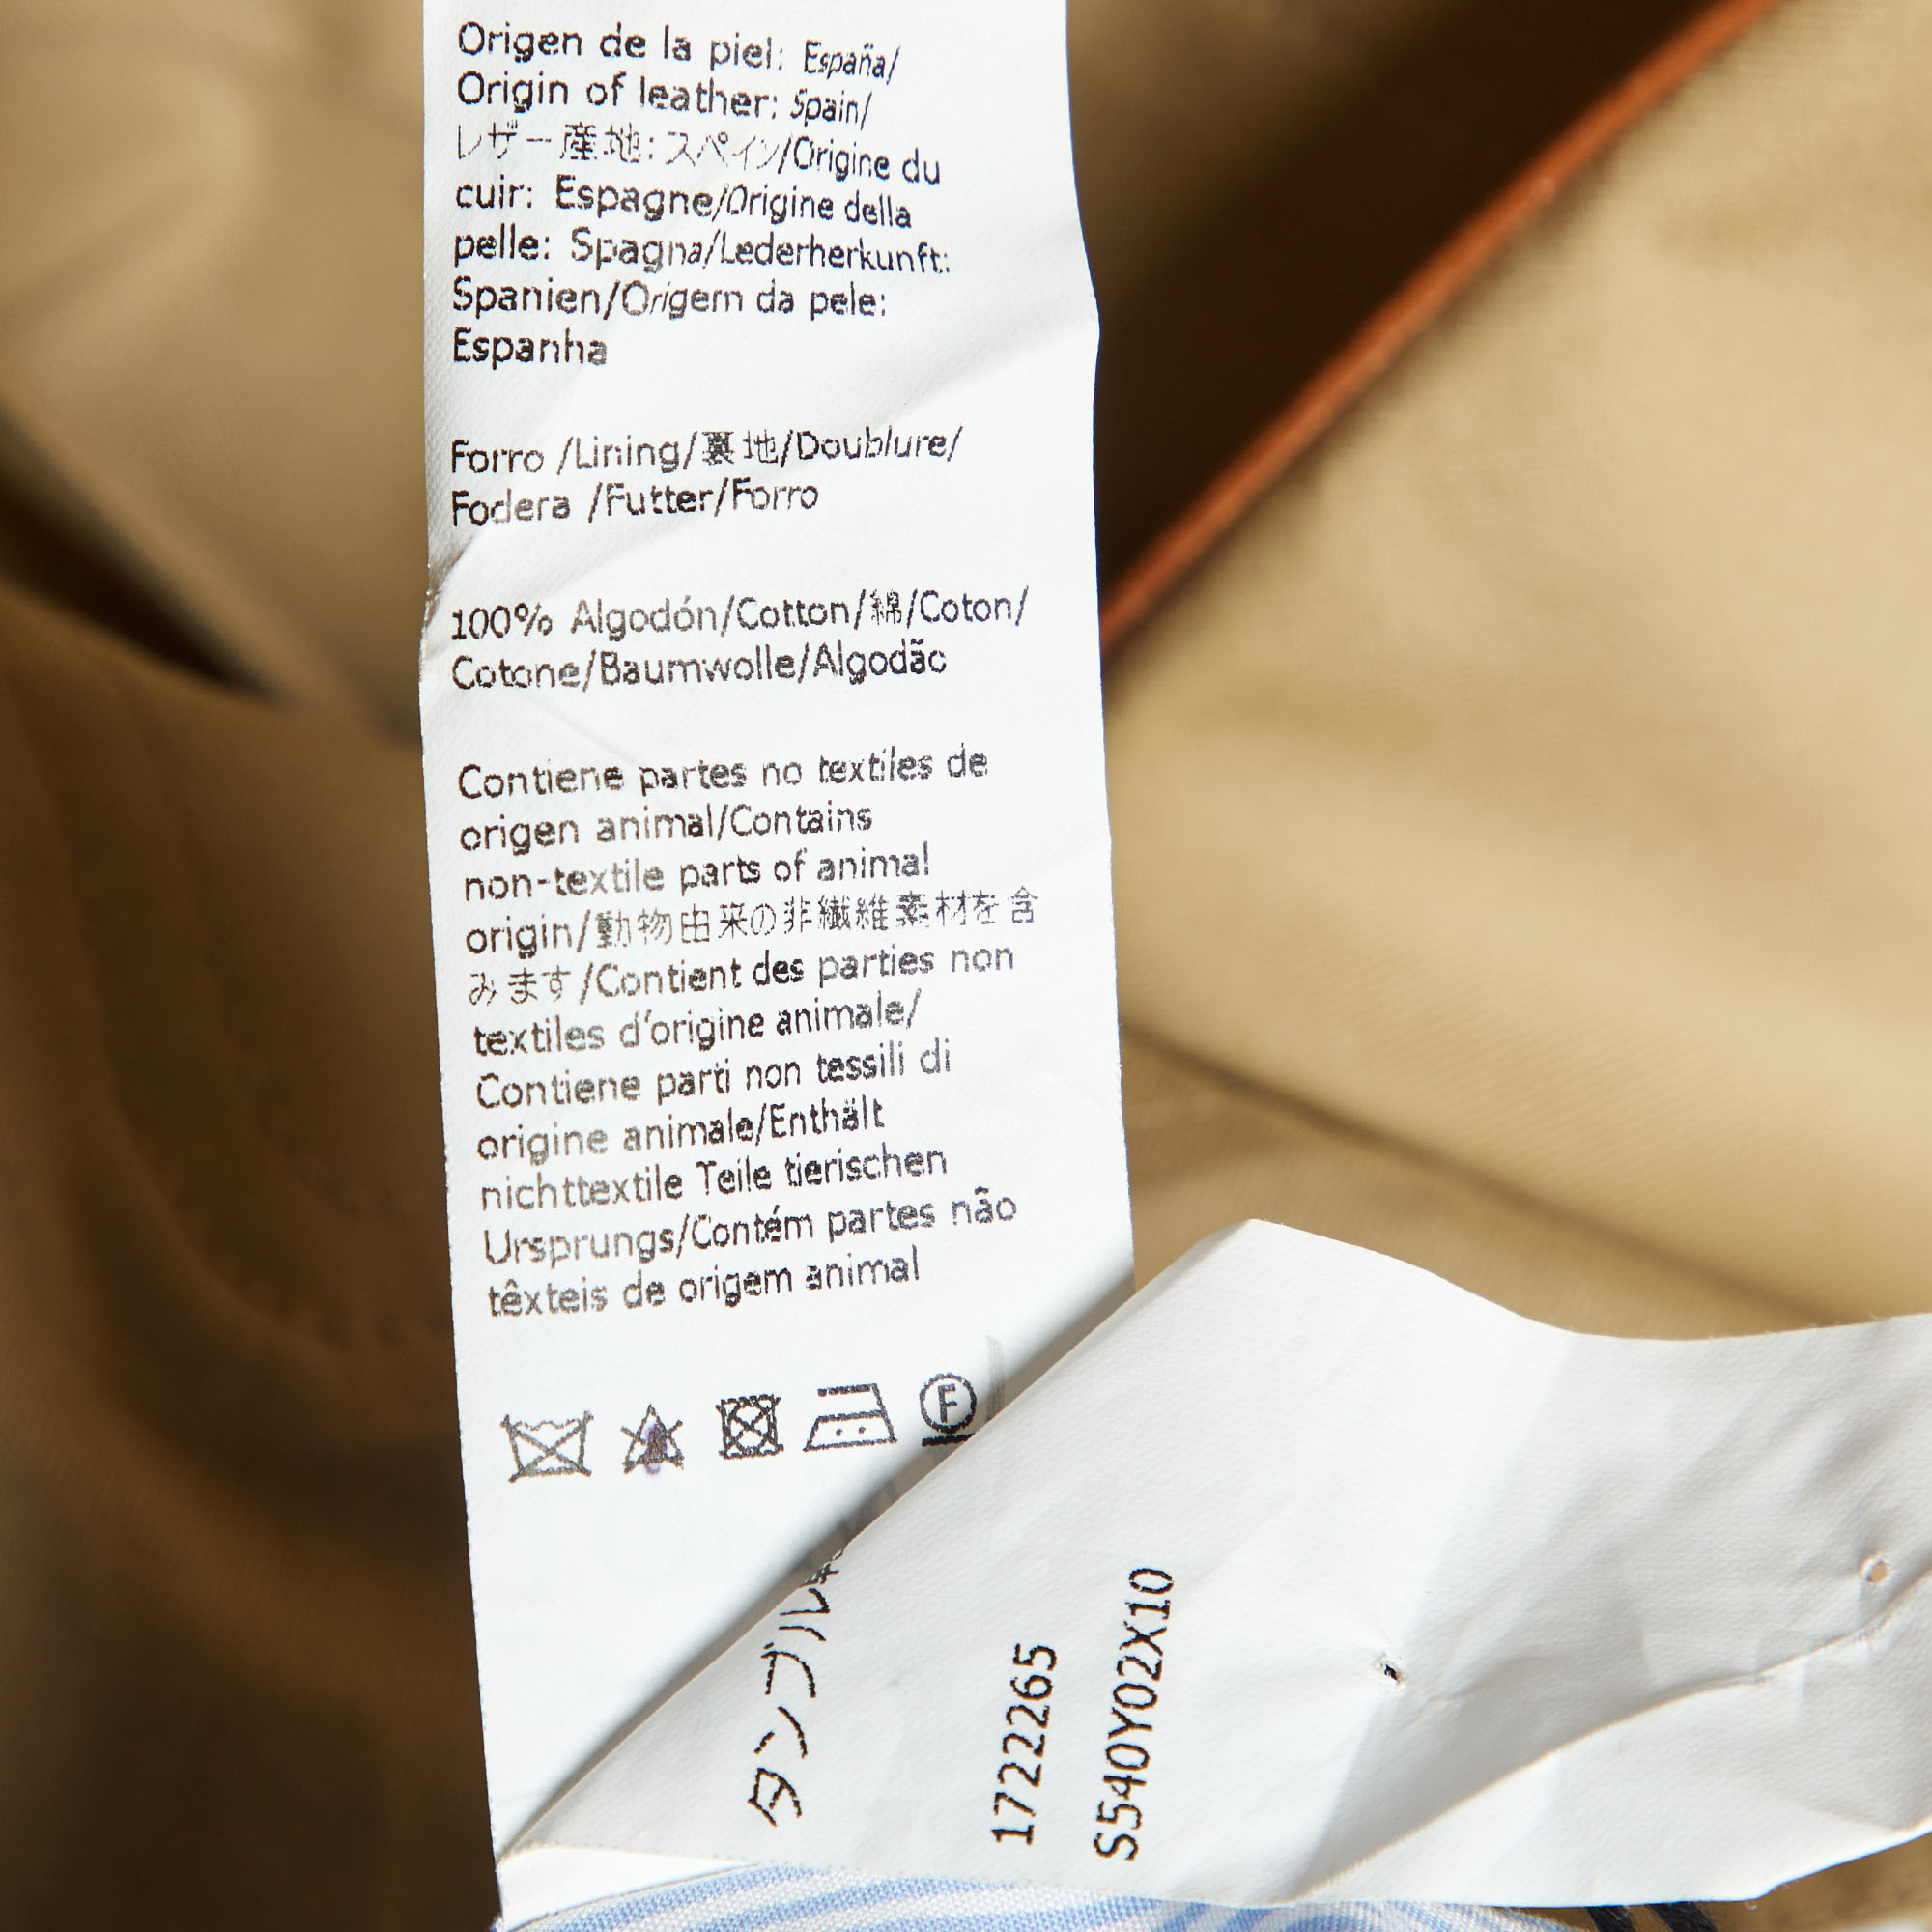 Origen de la piel: España/
Origin of leather: Spain/
レザー産地: スペイン/Origine du
cuir: Espagne/Origine della
pelle: Spagna/Lederherkunft:
Spanien/Origem da pele:
Espanha
Forro /Lining/裏地/Doublure/
Fodera /Futter/Forro
100% Algodón/Cotton/綿/Coton/
Cotone/Baumwolle/Algodão
Contiene partes no textiles de
origen animal/Contains
non-textile parts of animal
origin/動物由来の非繊維素材を含
みます/Contient des parties non
textiles d'origine animale/
Contiene parti non tessili di
origine animale/Enthält
nichttextile Teile tierischen
Ursprungs/Contém partes não
têxteis de origem animal
F
タンブル
1722265
S540Y02X10